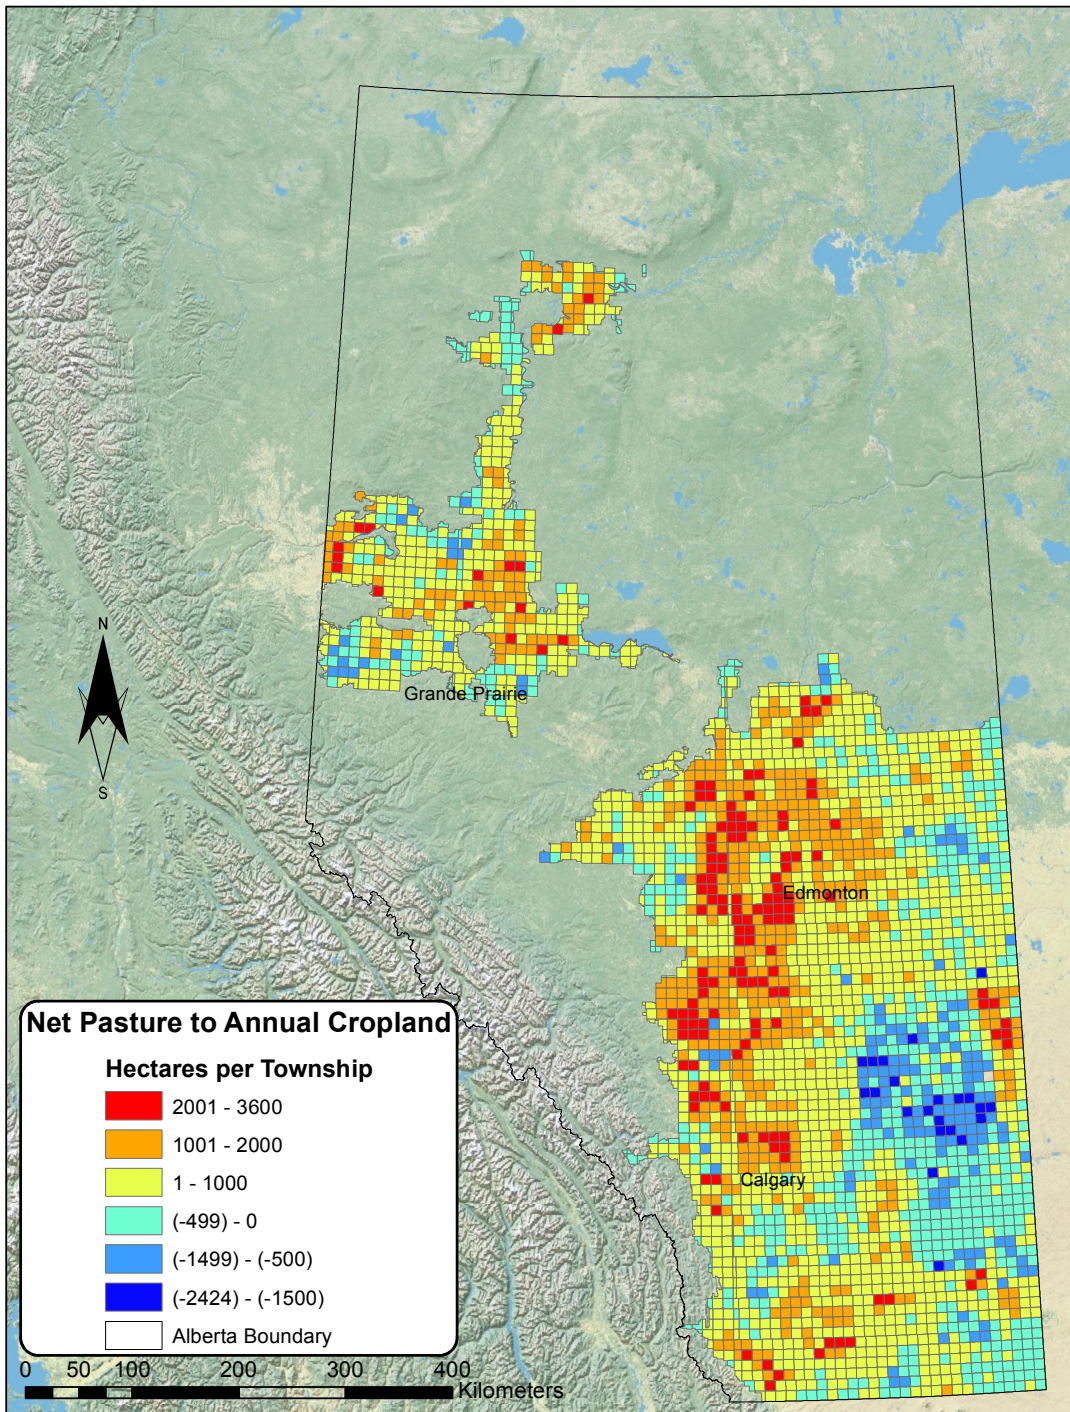 N
S
Grande Prairie
Edmonton
Calgary
Net Pasture to Annual Cropland
Hectares per Township
2001 - 3600
1001 - 2000
1 - 1000
(-499) - 0
(-1499) - (-500)
(-2424) - (-1500)
Alberta Boundary
0 50 100 200 300 400
Kilometers